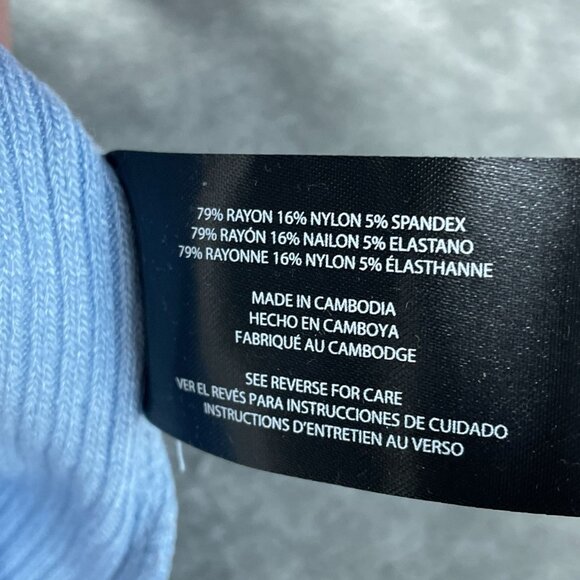 79% RAYON 16% NYLON 5% SPANDEX
79% RAYÓN 16% NAILON 5% ELASTANO
79% RAYONNE 16% NYLON 5% ÉLASTHANNE
MADE IN CAMBODIA
HECHO EN CAMBOYA
FABRIQUÉ AU CAMBODGE
SEE REVERSE FOR CARE
VER EL REVÉS PARA INSTRUCCIONES DE CUIDADO
INSTRUCTIONS D'ENTRETIEN AU VERSO